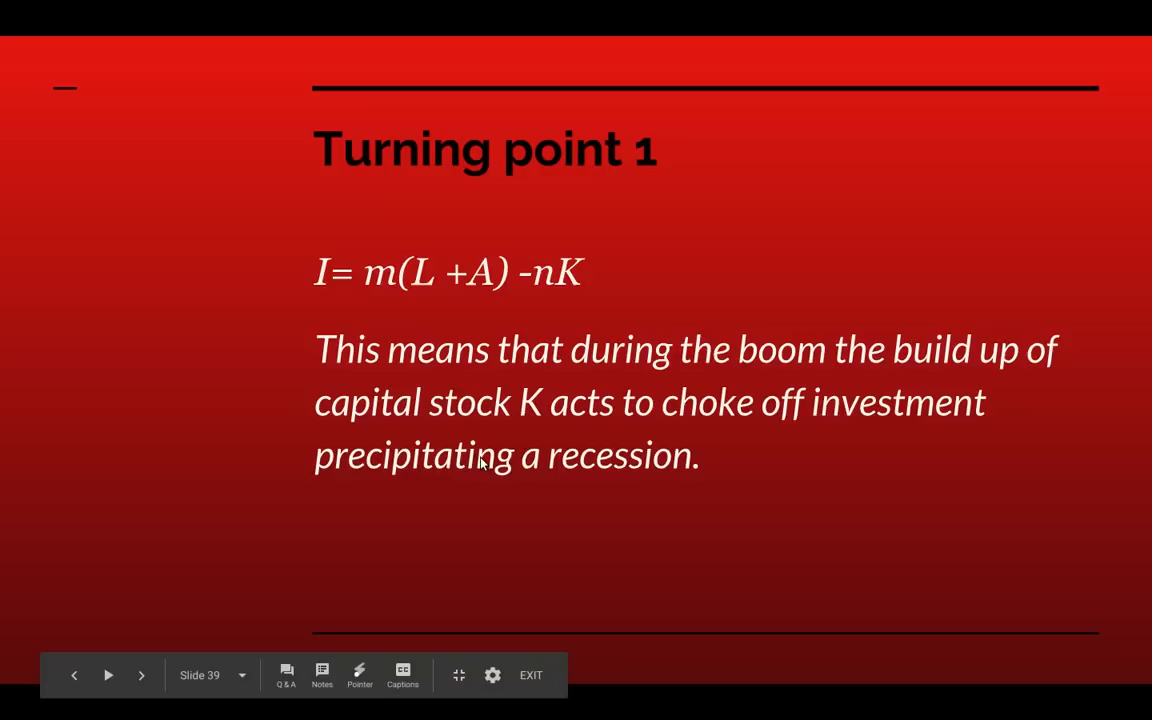 Turning point 1
I= m(L +A) -nK
This means that during the boom the build up of
capital stock K acts to choke off investment
precipitating a recession.
Slide 39
Q & A
Notes
Pointer
CC
Captions
EXIT